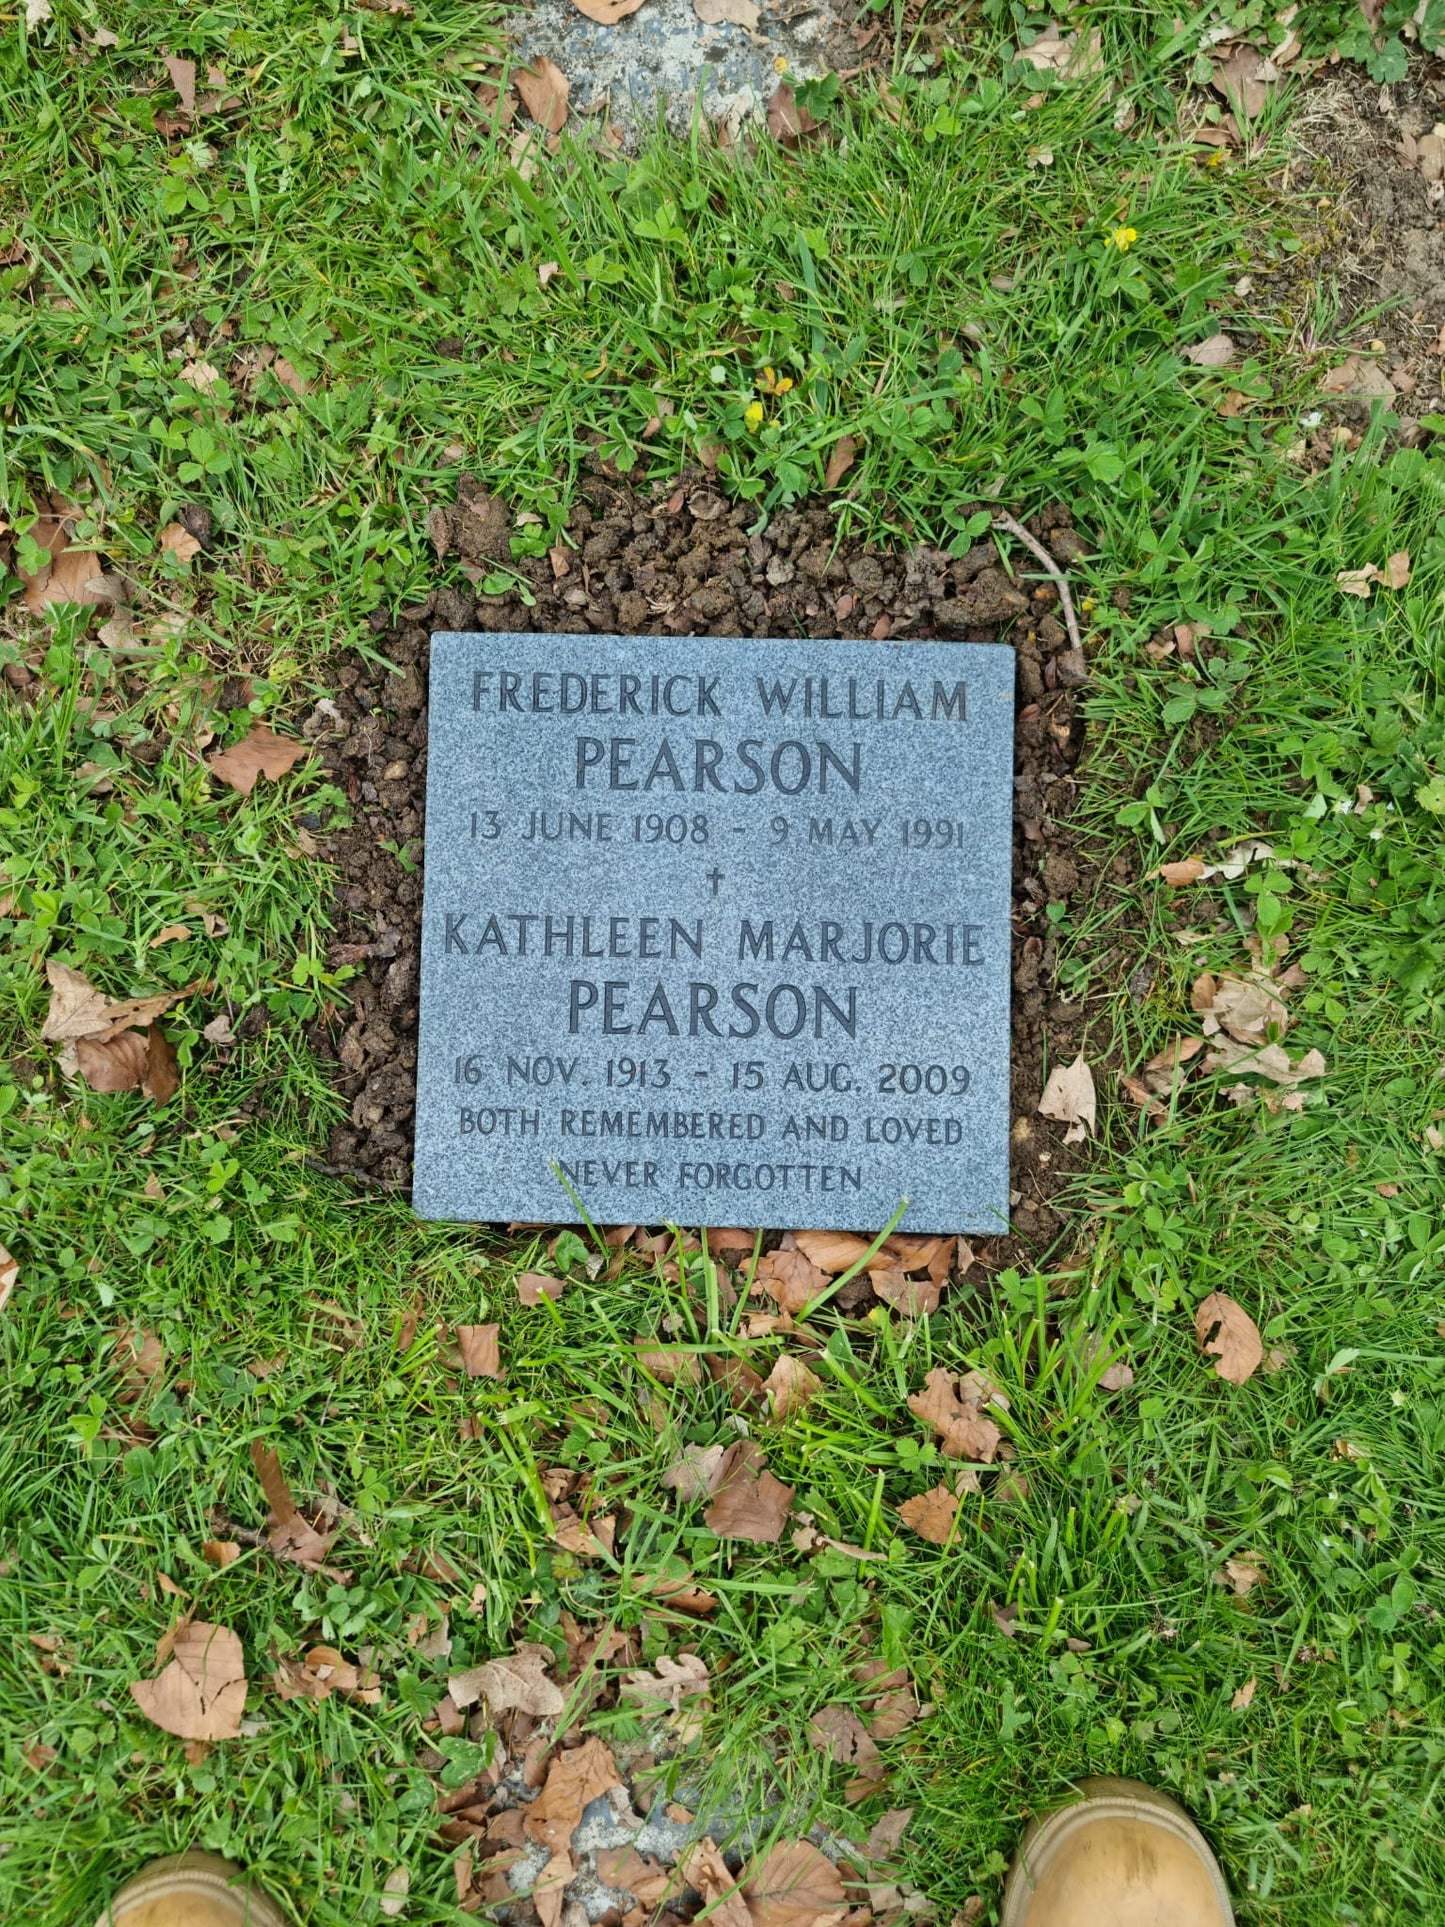 FREDERICK WILLIAM
PEARSON
13 JUNE 1908 - 9 MAY 1991
KATHLEEN MARJORIE
PEARSON
16 NOV. 1913 - 15 AUG. 2009
BOTH REMEMBERED AND LOVED
NEVER FORGOTTEN